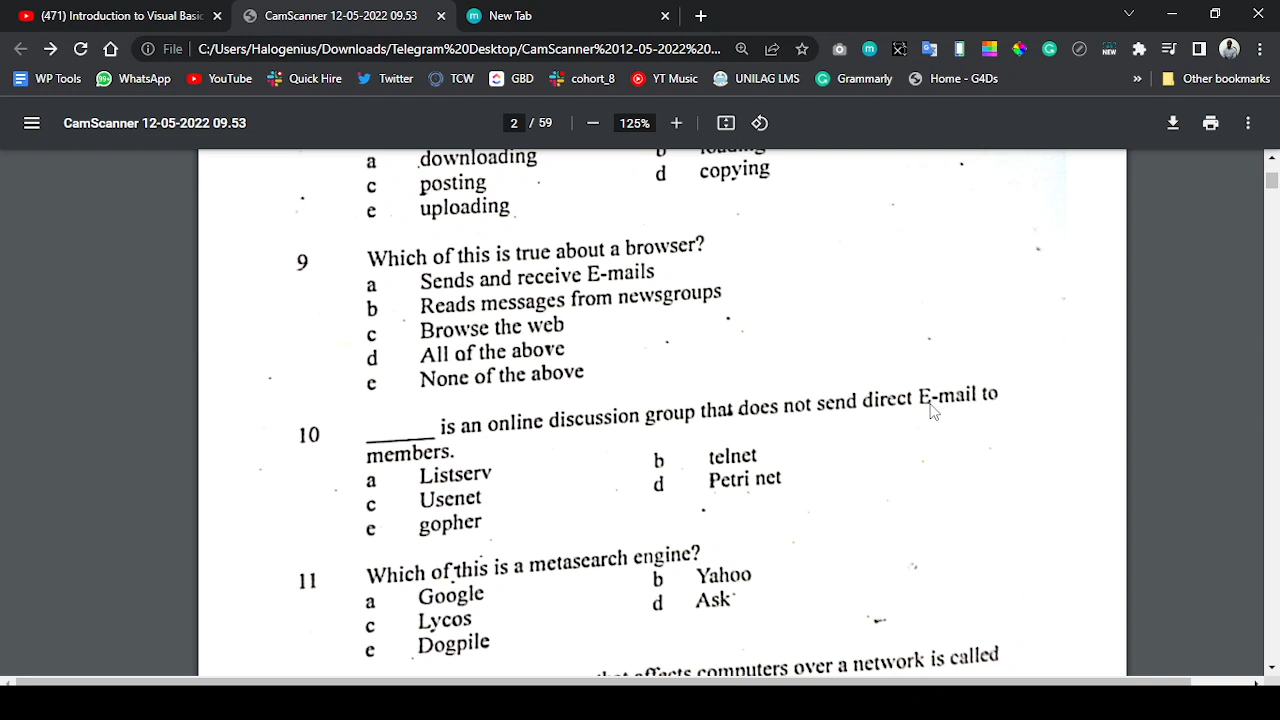 (471) Introduction to Visual Basic
CamScanner 12-05-2022 09.53
New Tab
File
C:/Users/Halogenius/Downloads/Telegram%20Desktop/CamScanner%2012-05-2022%20...
WP Tools
WhatsApp
YouTube
Quick Hire
Twitter
TCW
GBD
cohort_8
YT Music
UNILAG LMS
Grammarly
Home - G4Ds
»
Other bookmarks
CamScanner 12-05-2022 09.53
2 / 59
125%
a downloading b loading
c posting d copying
e uploading
9 Which of this is true about a browser?
a Sends and receive E-mails
b Reads messages from newsgroups
c Browse the web
d All of the above
e None of the above
10 ______ is an online discussion group that does not send direct E-mail to
members.
a Listserv b telnet
c Usenet d Petri net
e gopher
11 Which of this is a metasearch engine?
a Google b Yahoo
c Lycos d Ask
e Dogpile
that affects computers over a network is called